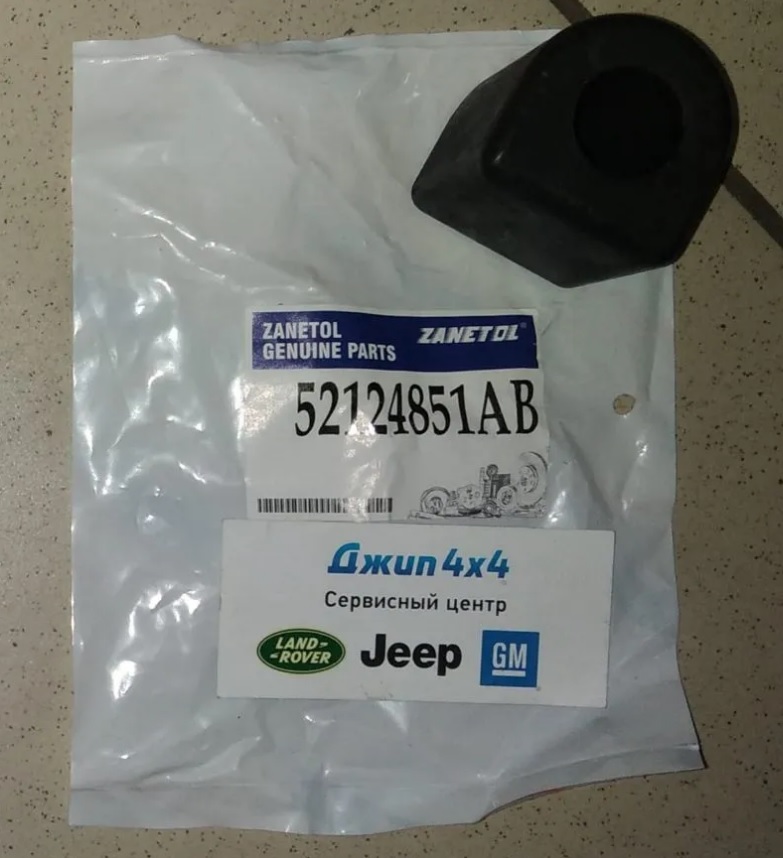 ZANETOL
GENUINE PARTS
ZANETOL
52124851AB
Джип 4x4
Сервисный центр
LAND-
-ROVER
Jeep
GM